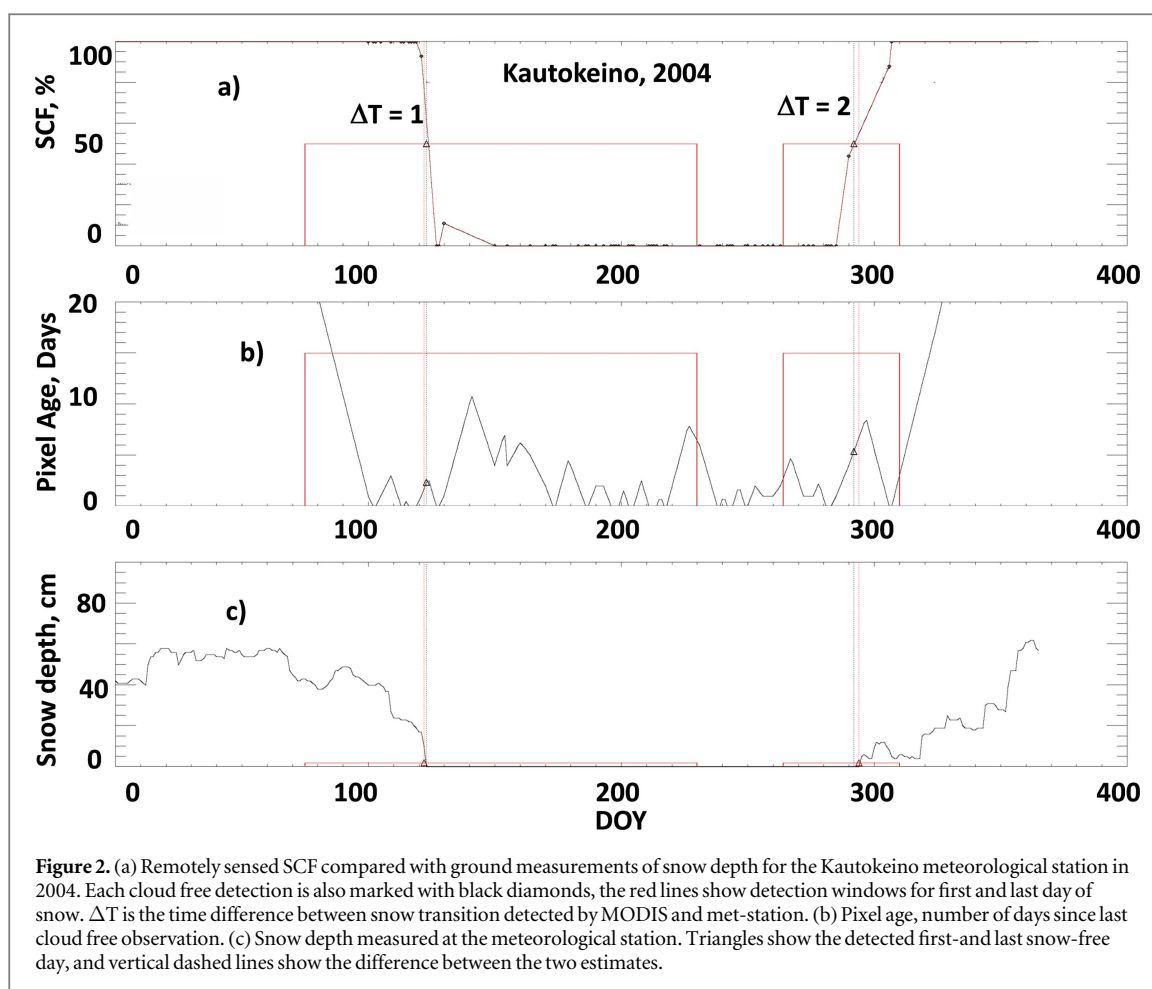 100
Kautokeino, 2004
a)
ΔT = 1
ΔT = 2
SCF, %
50
0
0 100 200 300 400
20
b)
Pixel Age, Days
10
0
0 100 200 300 400
80
c)
Snow depth, cm
40
0
0 100 200 300 400
DOY
Figure 2. (a) Remotely sensed SCF compared with ground measurements of snow depth for the Kautokeino meteorological station in
2004. Each cloud free detection is also marked with black diamonds, the red lines show detection windows for first and last day of
snow. ΔT is the time difference between snow transition detected by MODIS and met-station. (b) Pixel age, number of days since last
cloud free observation. (c) Snow depth measured at the meteorological station. Triangles show the detected first-and last snow-free
day, and vertical dashed lines show the difference between the two estimates.